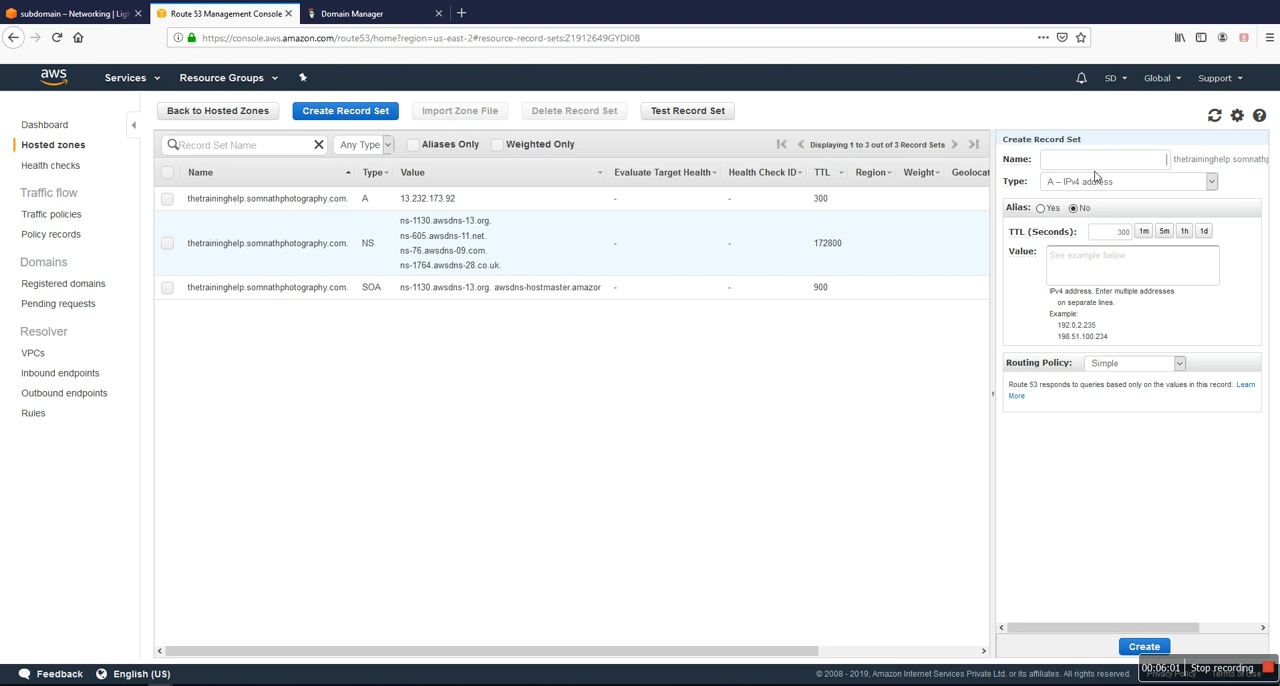 subdomain – Networking | Lig
Route 53 Management Console
Domain Manager
https://console.aws.amazon.com/route53/home?region=us-east-2#resource-record-sets:Z1912649GYDI0B
aws
Services
Resource Groups
SD
Global
Support
Dashboard
Hosted zones
Health checks
Traffic flow
Traffic policies
Policy records
Domains
Registered domains
Pending requests
Resolver
VPCs
Inbound endpoints
Outbound endpoints
Rules
Back to Hosted Zones
Create Record Set
Import Zone File
Delete Record Set
Test Record Set
Record Set Name
Any Type
Aliases Only
Weighted Only
Displaying 1 to 3 out of 3 Record Sets
Name Type Value Evaluate Target Health Health Check ID TTL Region Weight Geolocat
thetraininghelp.somnathphotography.com. A 13.232.173.92 - - 300
thetraininghelp.somnathphotography.com. NS
ns-1130.awsdns-13.org.
ns-605.awsdns-11.net.
ns-76.awsdns-09.com.
ns-1764.awsdns-28.co.uk.
- - 172800
thetraininghelp.somnathphotography.com. SOA ns-1130.awsdns-13.org. awsdns-hostmaster.amazor - - 900
Create Record Set
Name: thetraininghelp.somnathp
Type: A – IPv4 address
Alias: Yes No
TTL (Seconds): 300 1m 5m 1h 1d
Value: See example below
IPv4 address. Enter multiple addresses
on separate lines.
Example:
192.0.2.235
198.51.100.234
Routing Policy: Simple
Route 53 responds to queries based only on the values in this record. Learn
More
Create
00:06:01 Stop recording
Feedback
English (US)
© 2008 - 2019, Amazon Internet Services Private Ltd. or its affiliates. All rights reserved.
Privacy Policy
Terms of Use